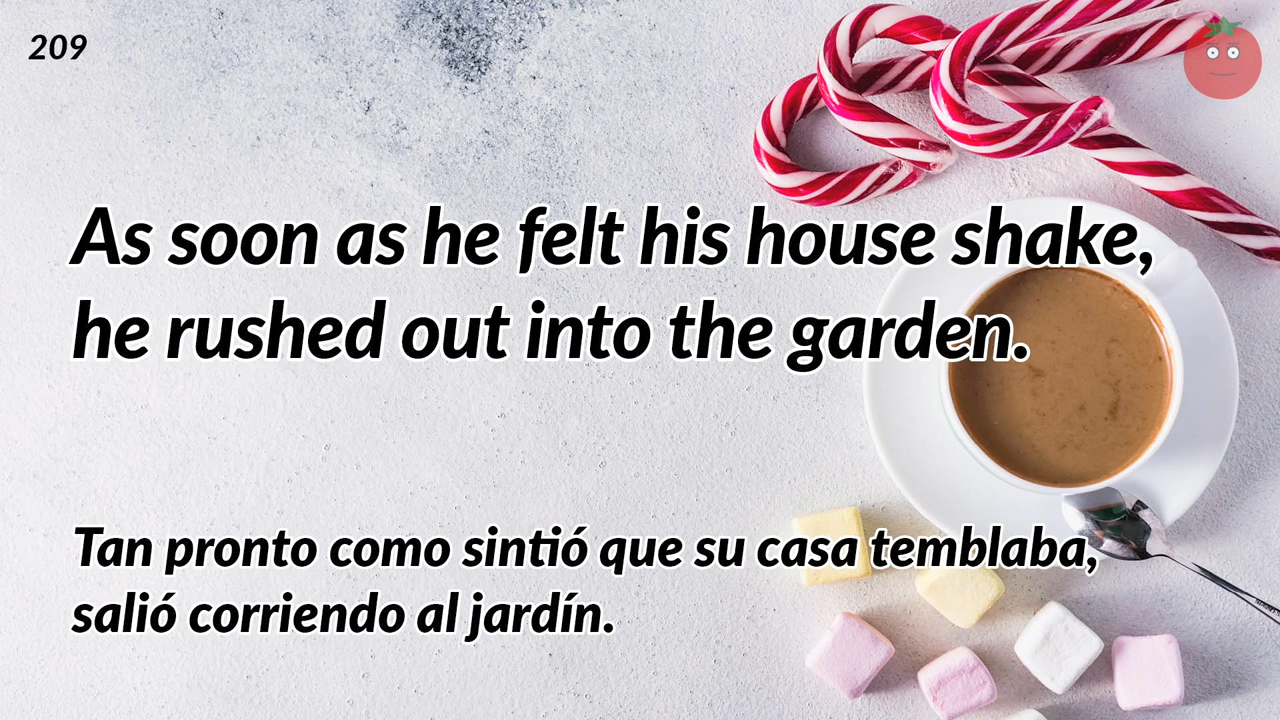 209
As soon as he felt his house shake,
he rushed out into the garden.
Tan pronto como sintió que su casa temblaba,
salió corriendo al jardín.